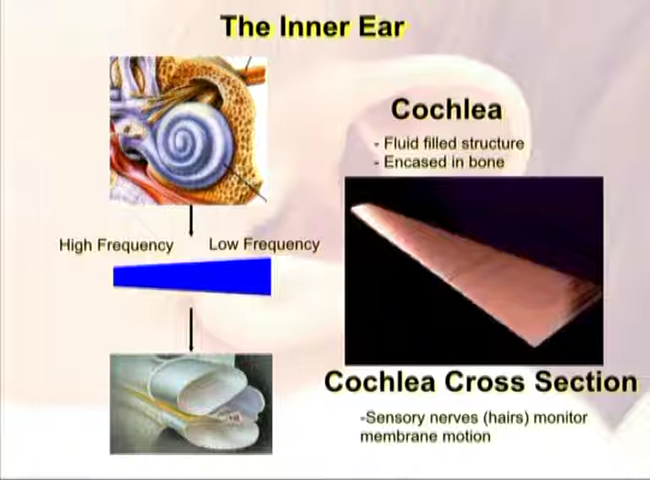 The Inner Ear
Cochlea
- Fluid filled structure
- Encased in bone
High Frequency
Low Frequency
Cochlea Cross Section
-Sensory nerves (hairs) monitor
membrane motion